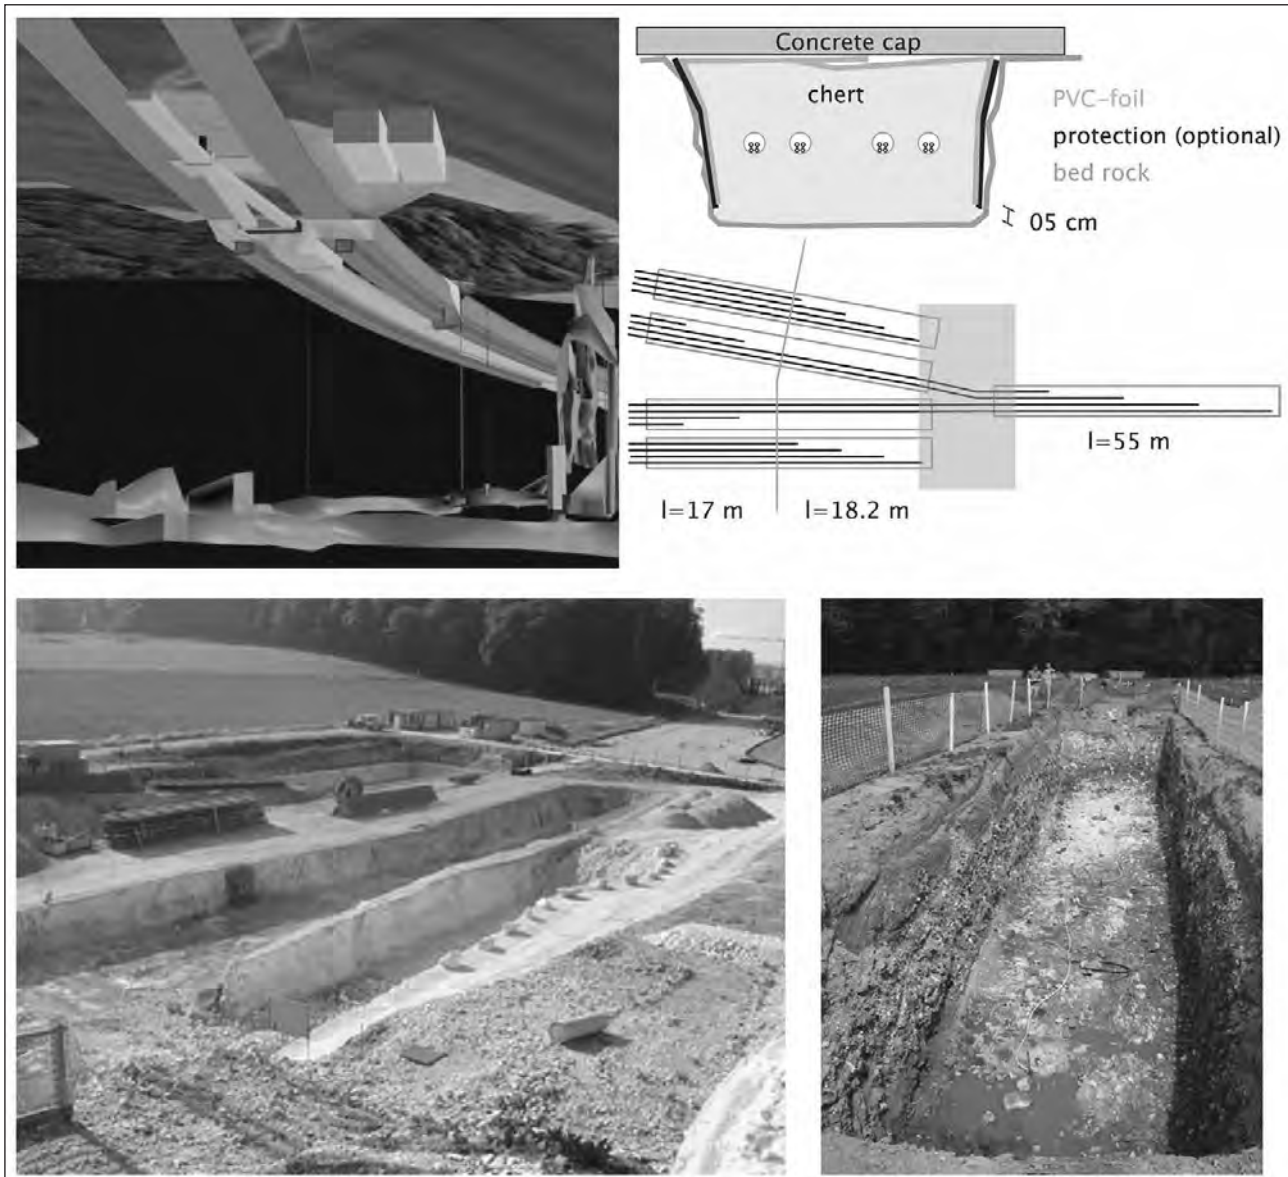 Concrete cap
chert
PVC-foil
protection (optional)
bed rock
05 cm
l=55 m
l=17 m
l=18.2 m